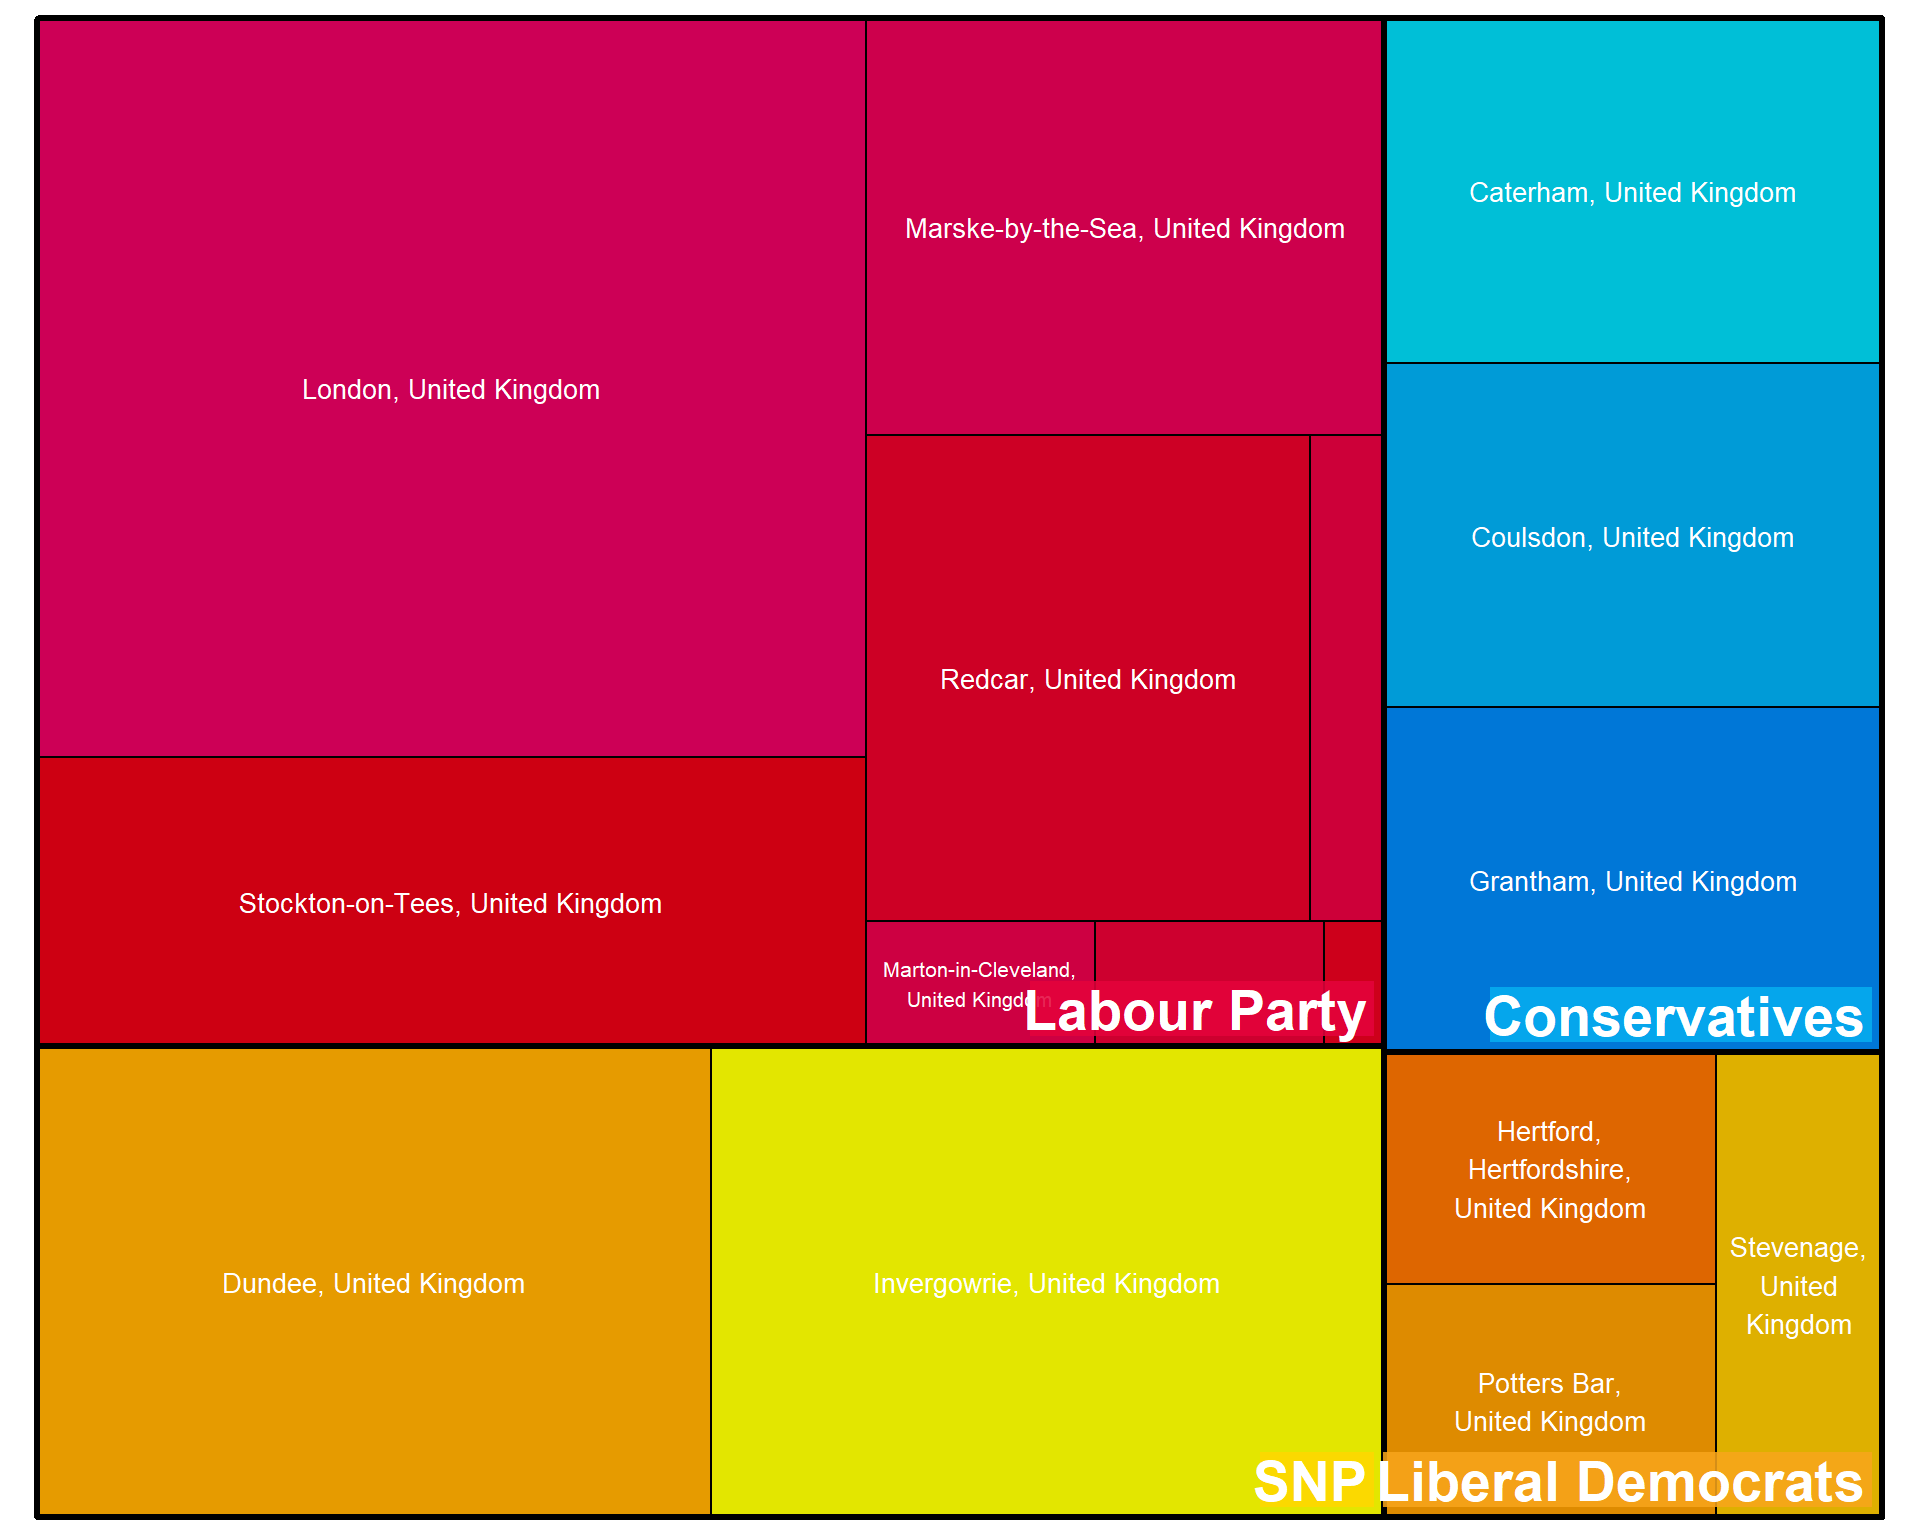 London, United Kingdom
Stockton-on-Tees, United Kingdom
Marske-by-the-Sea, United Kingdom
Redcar, United Kingdom
Marton-in-Cleveland,
United Kingdom
Labour Party
Caterham, United Kingdom
Coulsdon, United Kingdom
Grantham, United Kingdom
Conservatives
Dundee, United Kingdom
Invergowrie, United Kingdom
SNP
Hertford,
Hertfordshire,
United Kingdom
Potters Bar,
United Kingdom
Stevenage,
United
Kingdom
Liberal Democrats